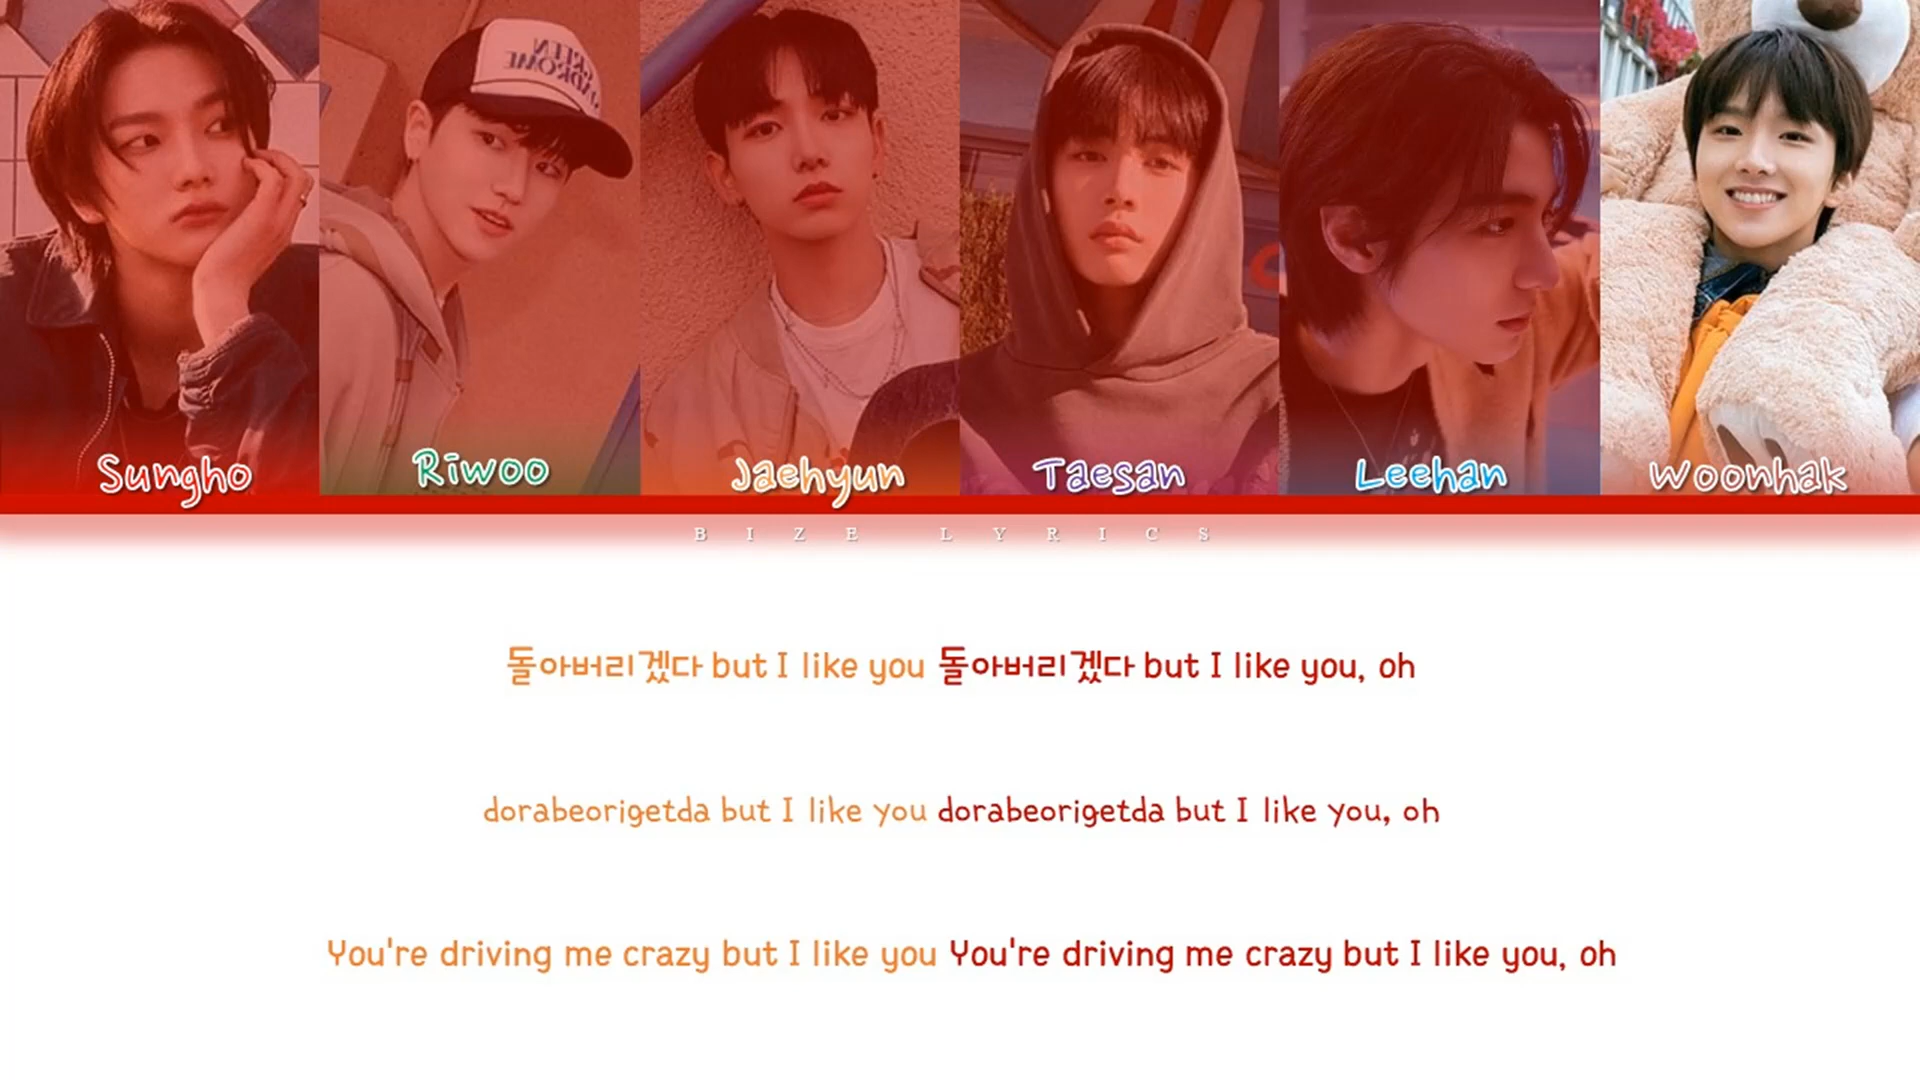 Sungho Riwoo Jaehyun Taesan Leehan Woonhak
BIZE LYRICS
돌아버리겠다 but I like you 돌아버리겠다 but I like you, oh
dorabeorigetda but I like you dorabeorigetda but I like you, oh
You're driving me crazy but I like you You're driving me crazy but I like you, oh